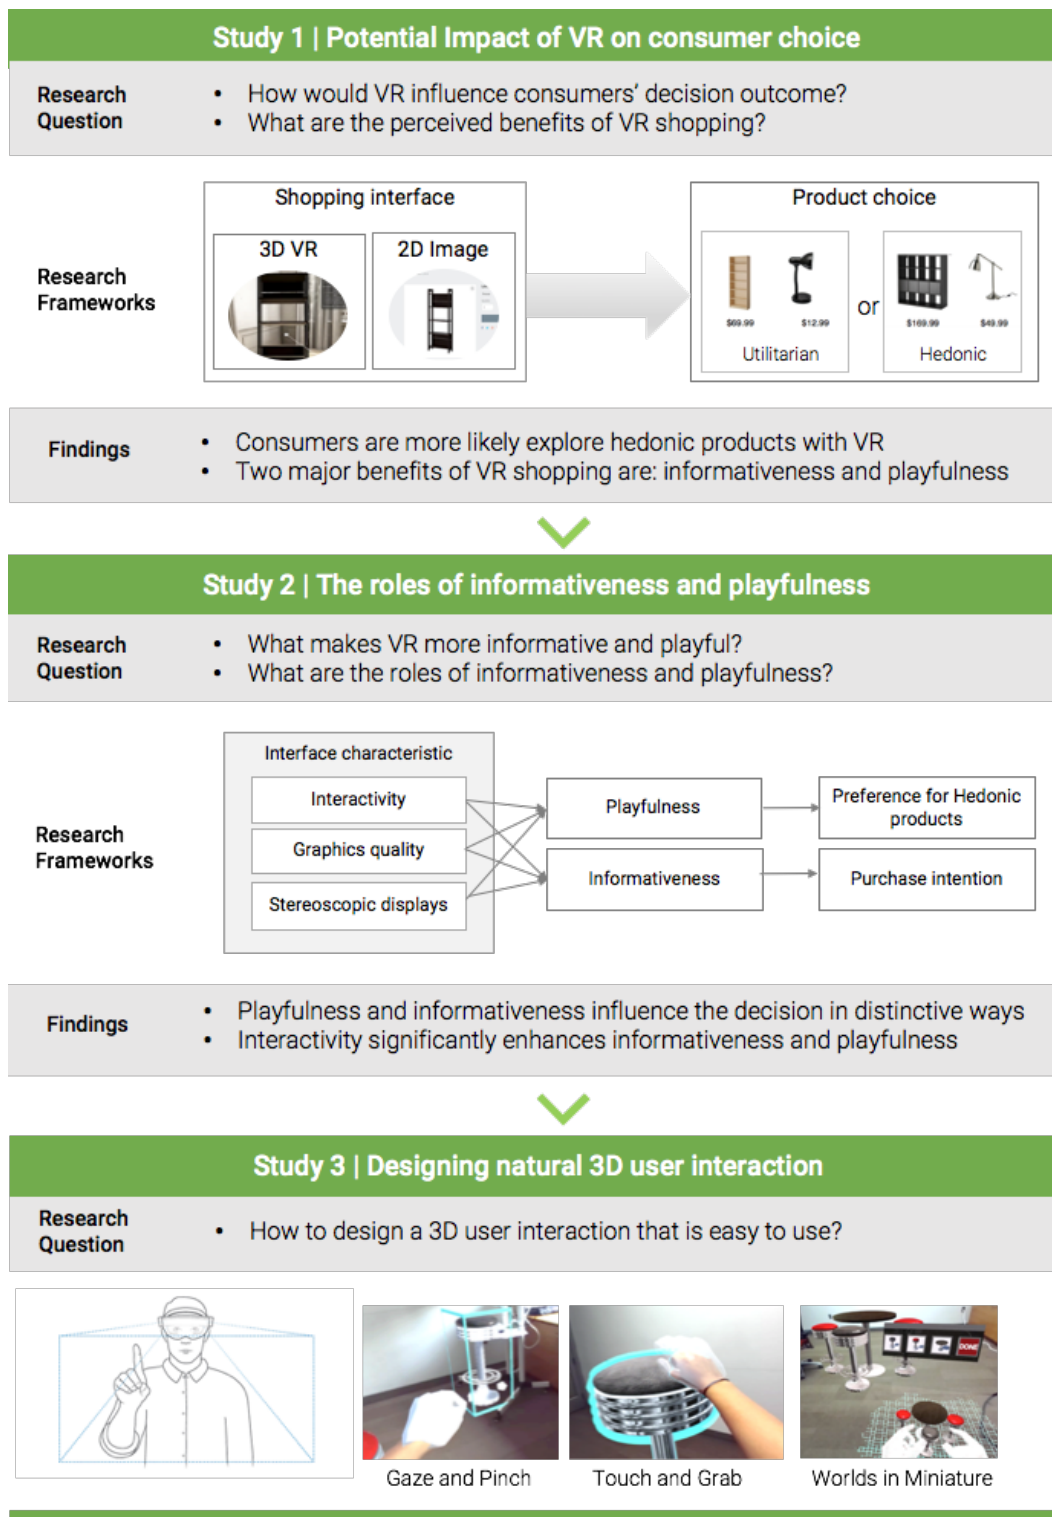 Study 1 | Potential Impact of VR on consumer choice
Research
Question
• How would VR influence consumers' decision outcome?
• What are the perceived benefits of VR shopping?
Research
Frameworks
Shopping interface
3D VR
2D Image
Product choice
$69.99
$12.99
Utilitarian
or
$169.99
$49.99
Hedonic
Findings
• Consumers are more likely explore hedonic products with VR
• Two major benefits of VR shopping are: informativeness and playfulness
Study 2 | The roles of informativeness and playfulness
Research
Question
• What makes VR more informative and playful?
• What are the roles of informativeness and playfulness?
Research
Frameworks
Interface characteristic
Interactivity
Graphics quality
Stereoscopic displays
Playfulness
Informativeness
Preference for Hedonic
products
Purchase intention
Findings
• Playfulness and informativeness influence the decision in distinctive ways
• Interactivity significantly enhances informativeness and playfulness
Study 3 | Designing natural 3D user interaction
Research
Question
• How to design a 3D user interaction that is easy to use?
DONE
Gaze and Pinch
Touch and Grab
Worlds in Miniature